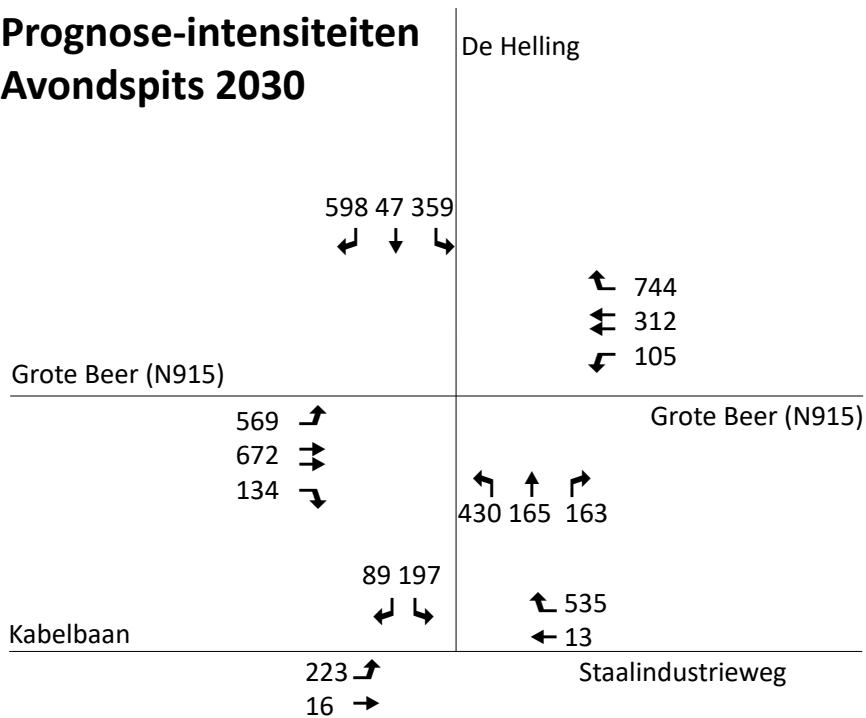 Prognose-intensiteiten
Avondspits 2030
De Helling
598 47 359
744
312
105
Grote Beer (N915)
Grote Beer (N915)
569
672
134
430 165 163
89 197
535
13
Kabelbaan
Staalindustrieweg
223
16